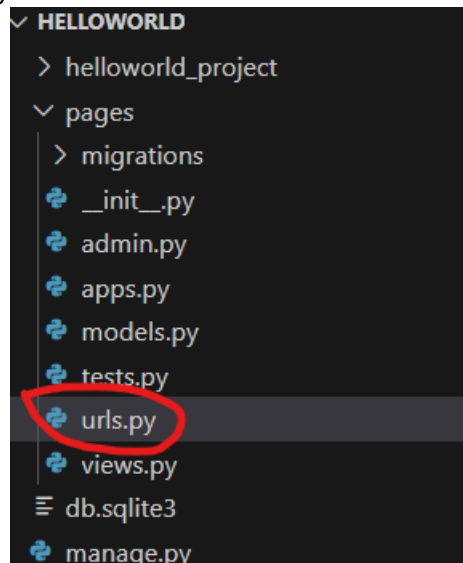 HELLOWORLD
helloworld_project
pages
migrations
__init__.py
admin.py
apps.py
models.py
tests.py
urls.py
views.py
db.sqlite3
manage.py